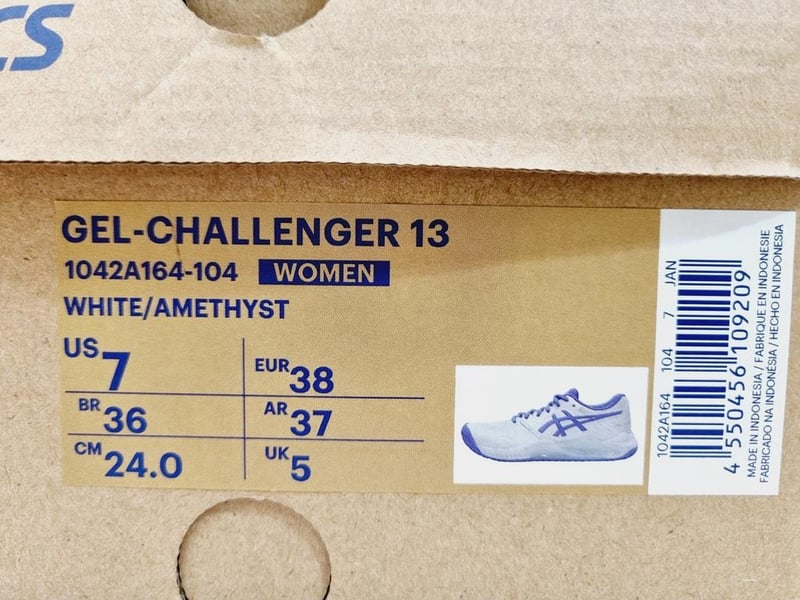 CS
GEL-CHALLENGER 13
1042A164-104 WOMEN
WHITE/AMETHYST
US 7
EUR 38
BR 36
AR 37
CM 24.0
UK 5
1042A164 104 7 JAN
4 550456 109209
MADE IN INDONESIA / FABRIQUE EN INDONESIE
FABRICADO NA INDONÉSIA / HECHO EN INDONESIA